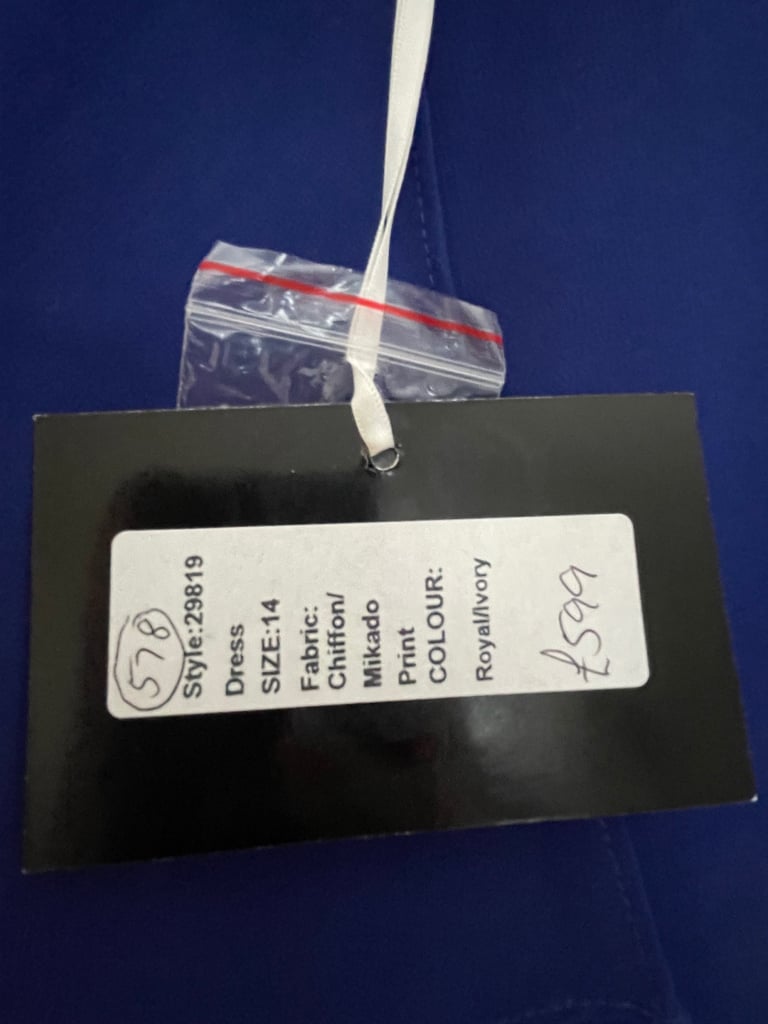 578
Style:29819
Dress
SIZE:14
Fabric:
Chiffon/
Mikado
Print
COLOUR:
Royal/Ivory
£599